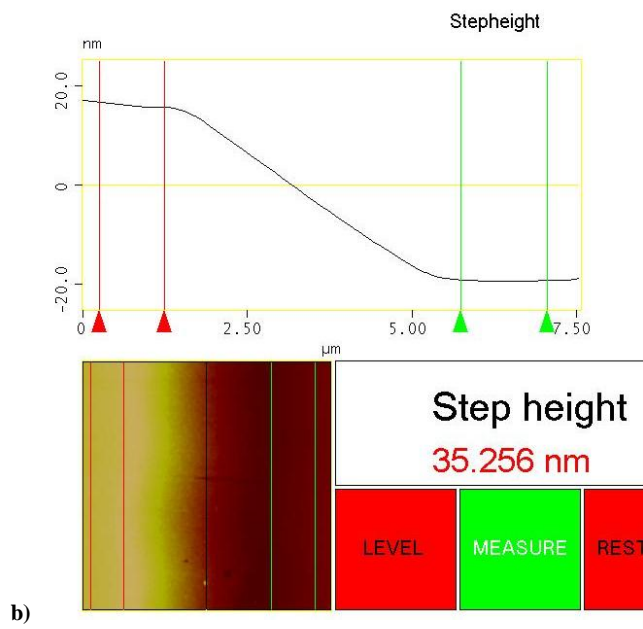 Stepheight
nm
20.0
0
-20.0
0 2.50 5.00 7.50
µm
Step height
35.256 nm
LEVEL MEASURE REST
b)